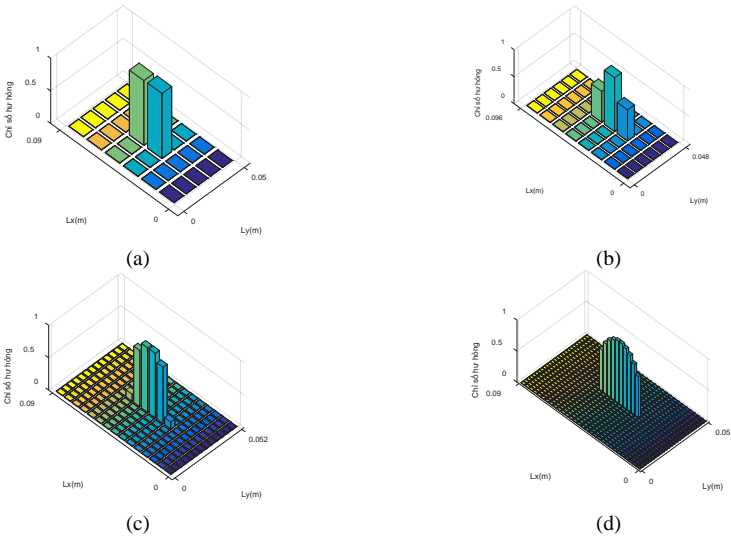 1
0.5
0
Chỉ số hư hỏng
0.09
Lx(m)
0
0
Ly(m)
0.05
(a)
1
0.5
0
Chỉ số hư hỏng
0.096
Lx(m)
0
0
Ly(m)
0.048
(b)
1
0.5
0
Chỉ số hư hỏng
0.09
Lx(m)
0
0
Ly(m)
0.052
(c)
1
0.5
0
Chỉ số hư hỏng
0.09
Lx(m)
0
0
Ly(m)
0.05
(d)